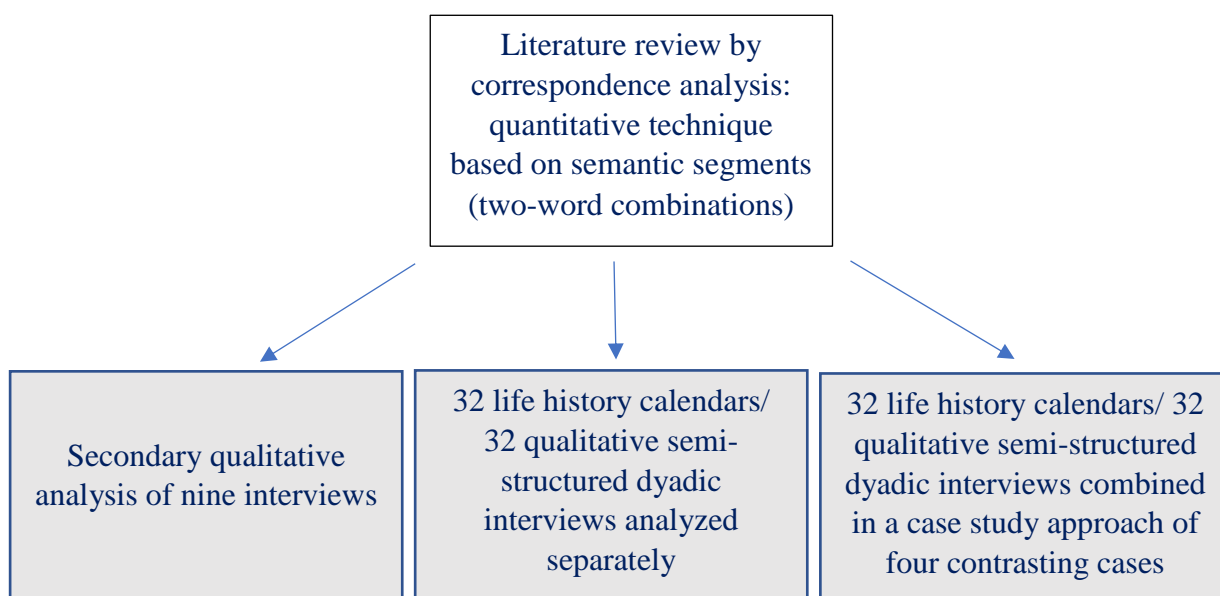 Literature review by
correspondence analysis:
quantitative technique
based on semantic segments
(two-word combinations)
Secondary qualitative
analysis of nine interviews
32 life history calendars/
32 qualitative semi-
structured dyadic
interviews analyzed
separately
32 life history calendars/ 32
qualitative semi-structured
dyadic interviews combined
in a case study approach of
four contrasting cases